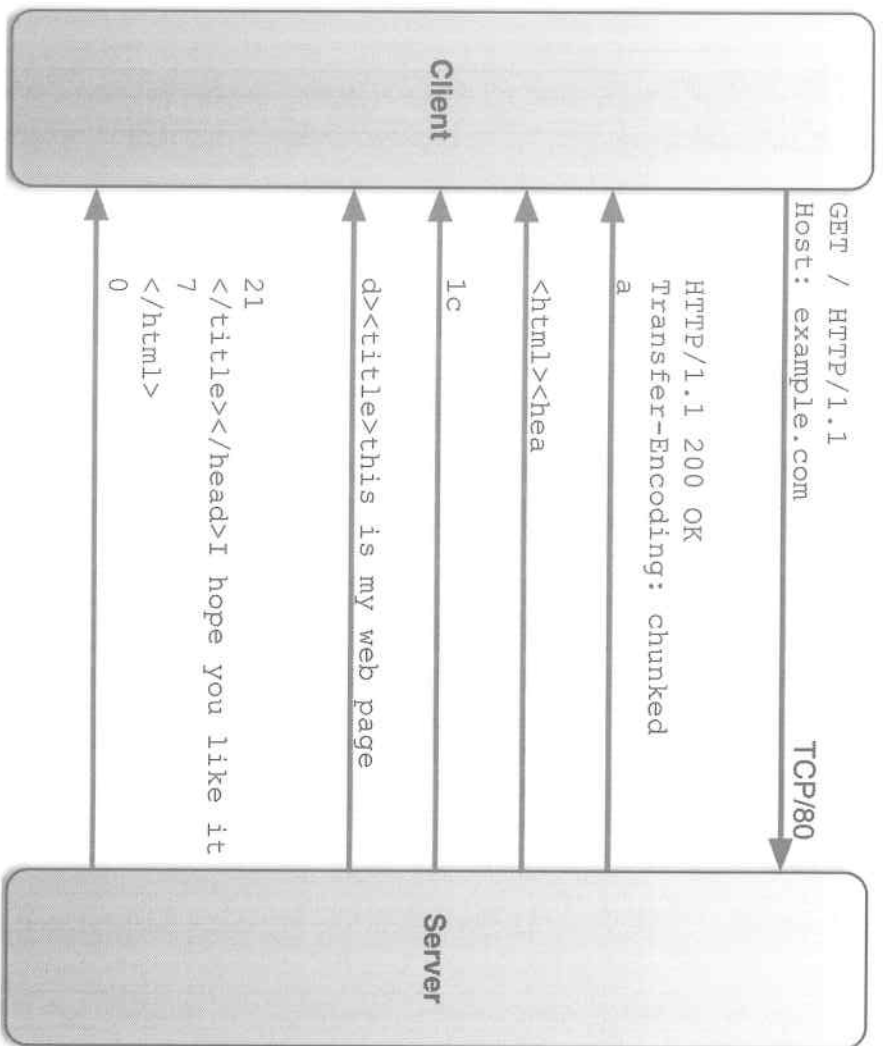 Client
Server
GET / HTTP/1.1
Host: example.com
TCP/80
HTTP/1.1 200 OK
Transfer-Encoding: chunked
a
<html><hea
1c
d><title>this is my web page
21
</title></head>I hope you like it
7
</html>
0